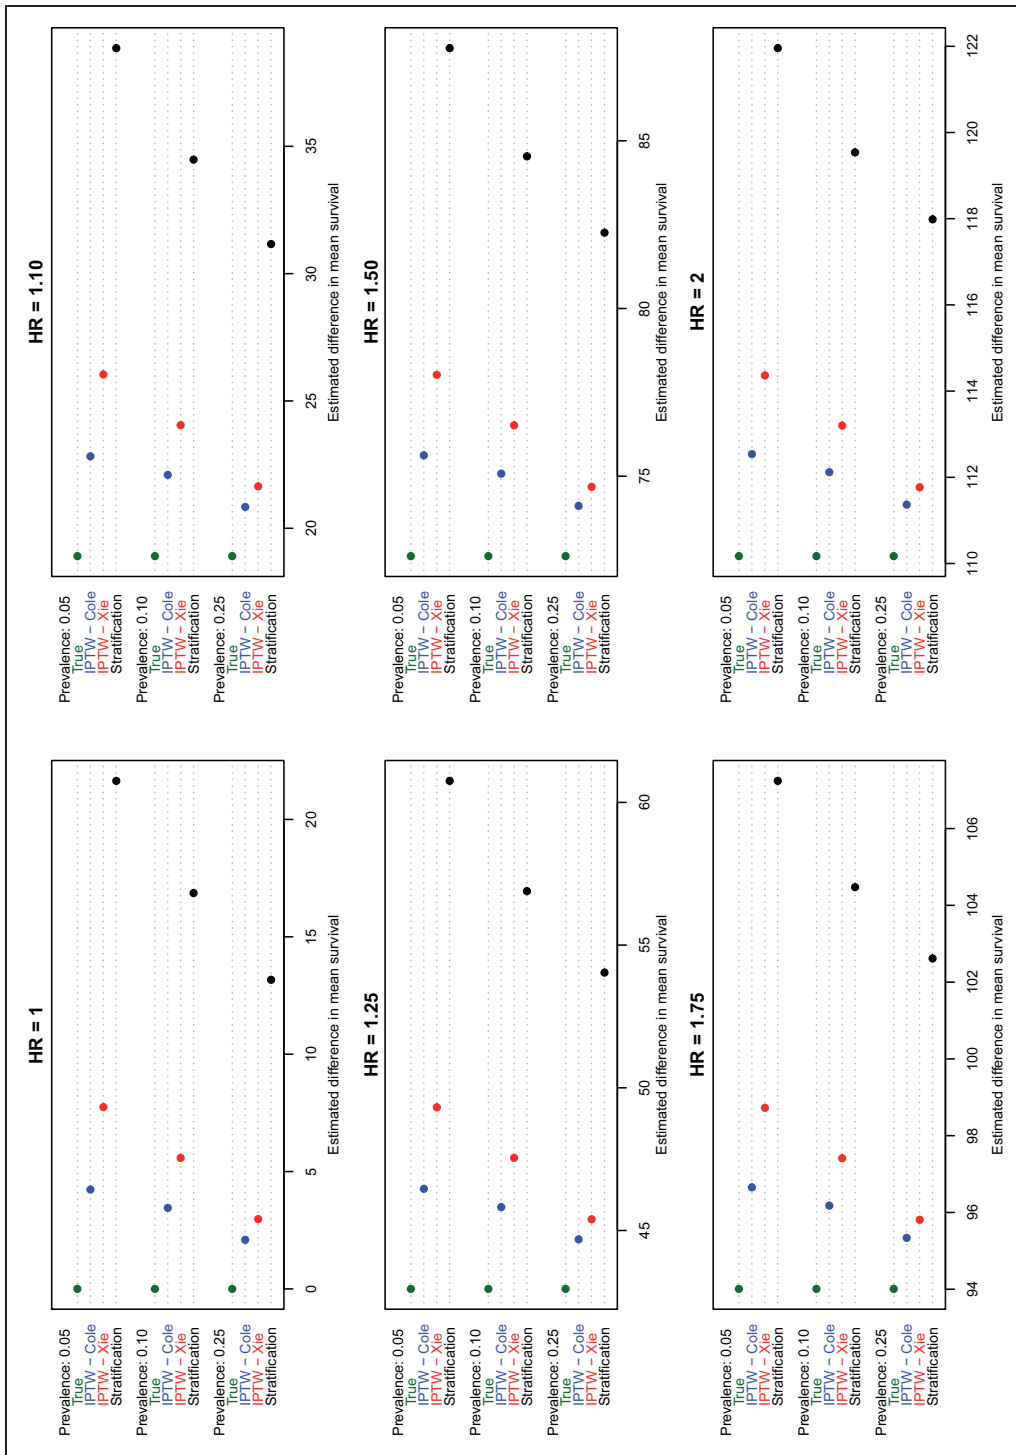 HR = 1
Prevalence: 0.05
True
IPTW – Cole
IPTW – Xie
Stratification
Prevalence: 0.10
True
IPTW – Cole
IPTW – Xie
Stratification
Prevalence: 0.25
True
IPTW – Cole
IPTW – Xie
Stratification
0 5 10 15 20
Estimated difference in mean survival
HR = 1.10
Prevalence: 0.05
True
IPTW – Cole
IPTW – Xie
Stratification
Prevalence: 0.10
True
IPTW – Cole
IPTW – Xie
Stratification
Prevalence: 0.25
True
IPTW – Cole
IPTW – Xie
Stratification
20 25 30 35
Estimated difference in mean survival
HR = 1.25
Prevalence: 0.05
True
IPTW – Cole
IPTW – Xie
Stratification
Prevalence: 0.10
True
IPTW – Cole
IPTW – Xie
Stratification
Prevalence: 0.25
True
IPTW – Cole
IPTW – Xie
Stratification
45 50 55 60
Estimated difference in mean survival
HR = 1.50
Prevalence: 0.05
True
IPTW – Cole
IPTW – Xie
Stratification
Prevalence: 0.10
True
IPTW – Cole
IPTW – Xie
Stratification
Prevalence: 0.25
True
IPTW – Cole
IPTW – Xie
Stratification
75 80 85
Estimated difference in mean survival
HR = 1.75
Prevalence: 0.05
True
IPTW – Cole
IPTW – Xie
Stratification
Prevalence: 0.10
True
IPTW – Cole
IPTW – Xie
Stratification
Prevalence: 0.25
True
IPTW – Cole
IPTW – Xie
Stratification
94 96 98 100 102 104 106
Estimated difference in mean survival
HR = 2
Prevalence: 0.05
True
IPTW – Cole
IPTW – Xie
Stratification
Prevalence: 0.10
True
IPTW – Cole
IPTW – Xie
Stratification
Prevalence: 0.25
True
IPTW – Cole
IPTW – Xie
Stratification
110 112 114 116 118 120 122
Estimated difference in mean survival